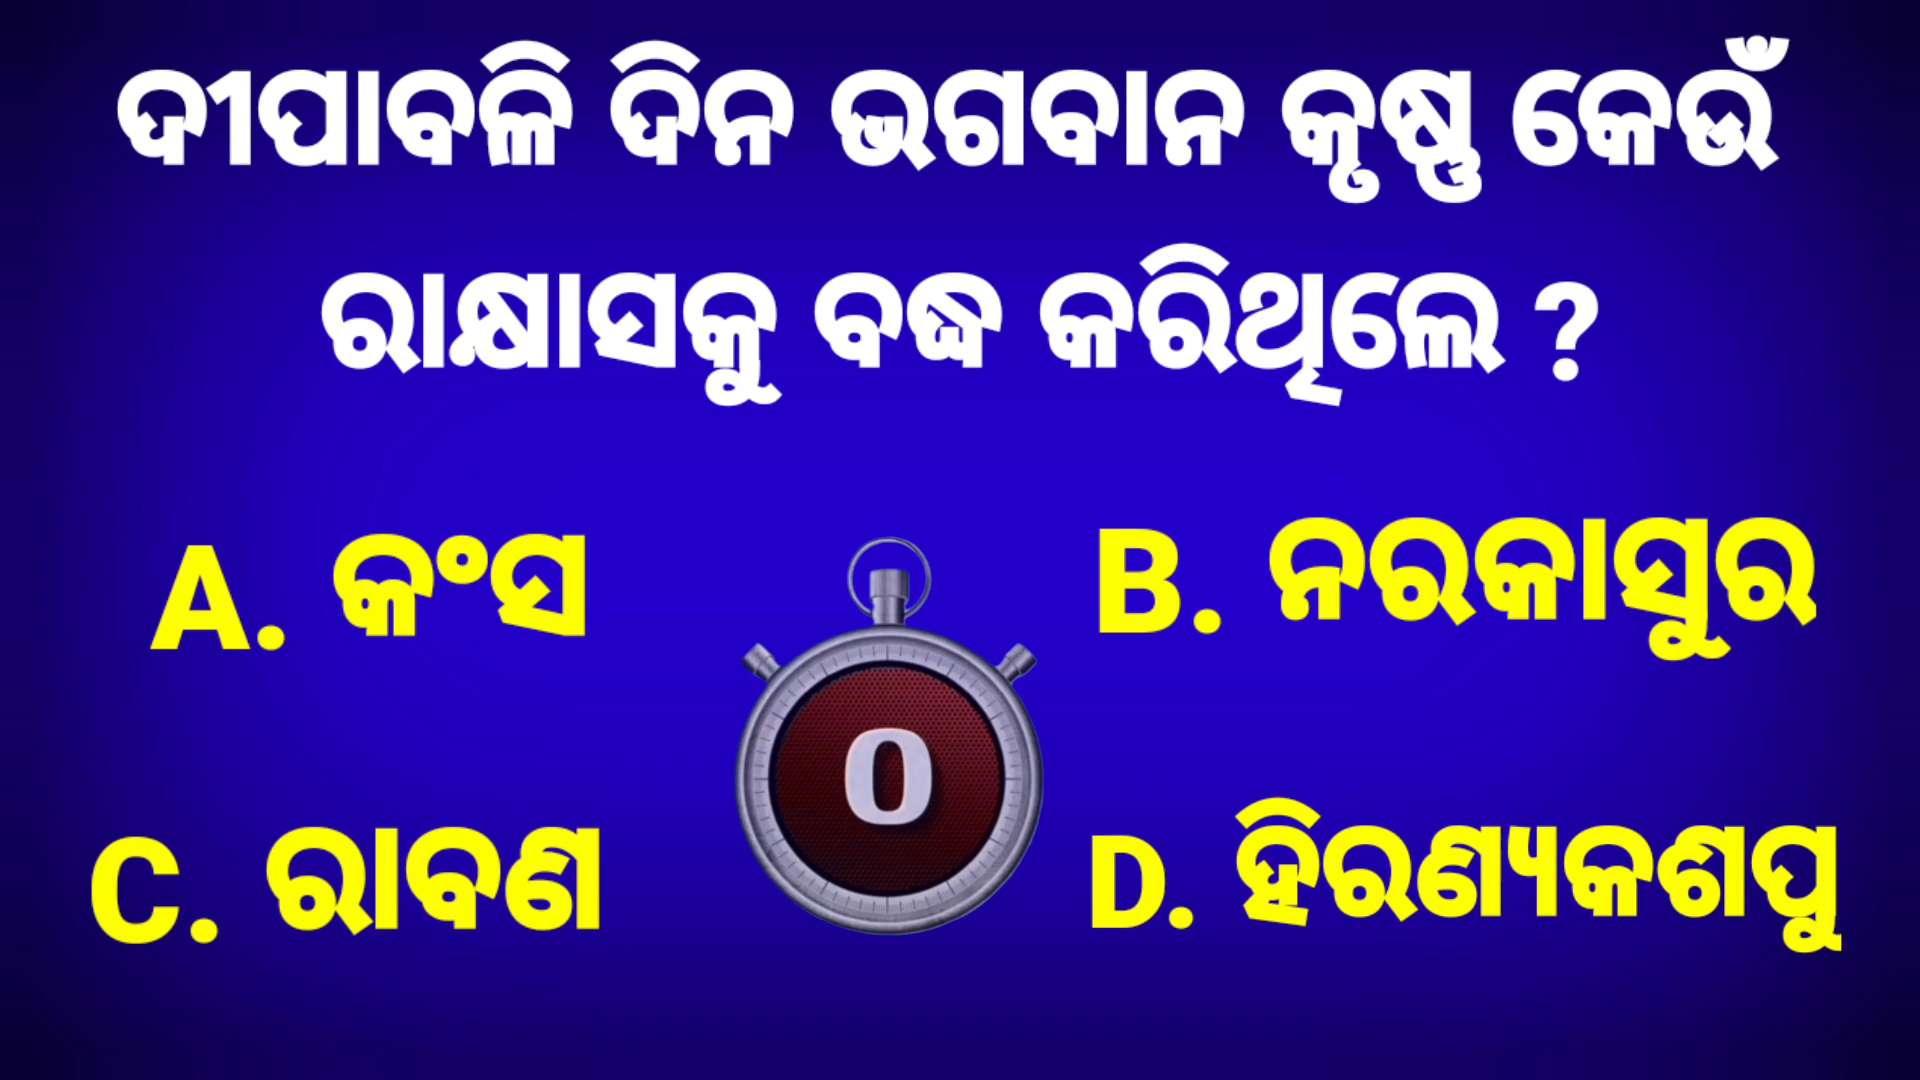 ଦୀପାବଳି ଦିନ ଭଗବାନ କୃଷ୍ଣ କେଉଁ
ରାକ୍ଷାସକୁ ବଦ୍ଧ କରିଥିଲେ ?
A. କଂସ
B. ନରକାସୁର
0
C. ରାବଣ
D. ହିରଣ୍ୟକଶପୁ